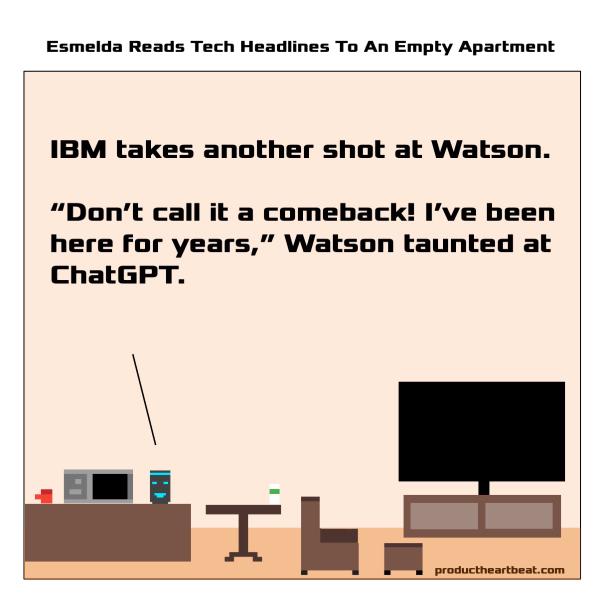 Esmelda Reads Tech Headlines To An Empty Apartment
IBM takes another shot at Watson.
“Don’t call it a comeback! I’ve been
here for years,” Watson taunted at
ChatGPT.
productheartbeat.com